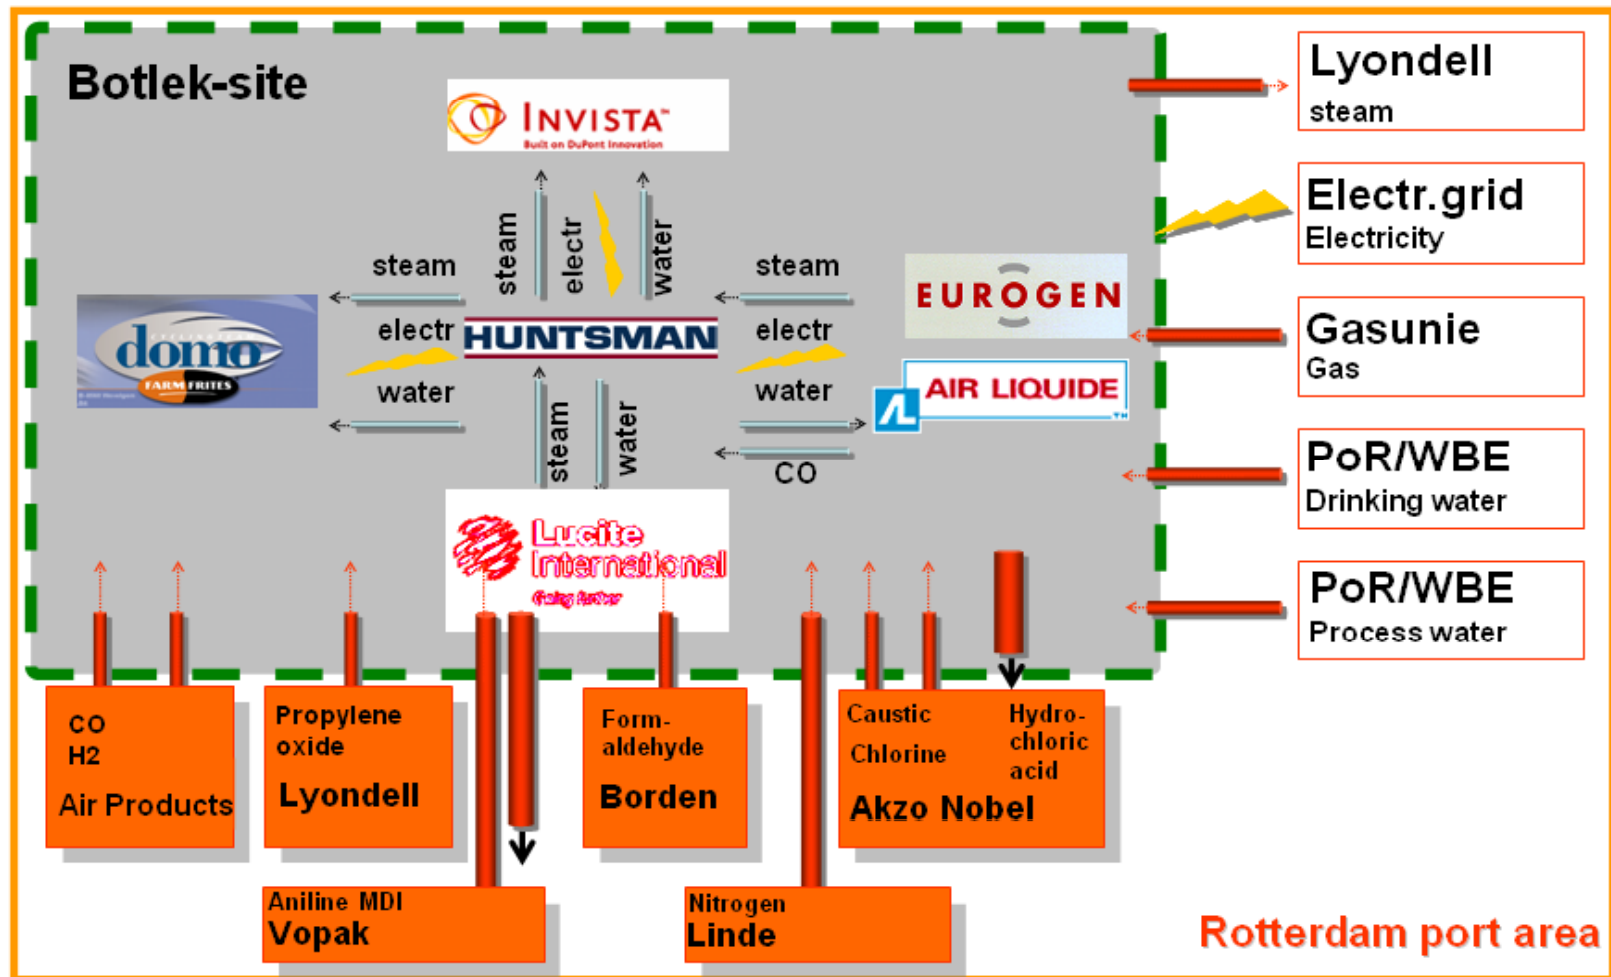 Botlek-site
INVISTA™
Built on DuPont Innovation
steam
electr
water
steam
electr
water
domo
FARM FRITES
HUNTSMAN
steam
electr
water
CO
EUROGEN
AIR LIQUIDE
TM
steam
water
Lucite
International
Lyondell
steam
Electr.grid
Electricity
Gasunie
Gas
PoR/WBE
Drinking water
PoR/WBE
Process water
CO
H2
Air Products
Propylene
oxide
Lyondell
Form-
aldehyde
Borden
Caustic
Chlorine
Hydro-
chloric
acid
Akzo Nobel
Aniline MDI
Vopak
Nitrogen
Linde
Rotterdam port area